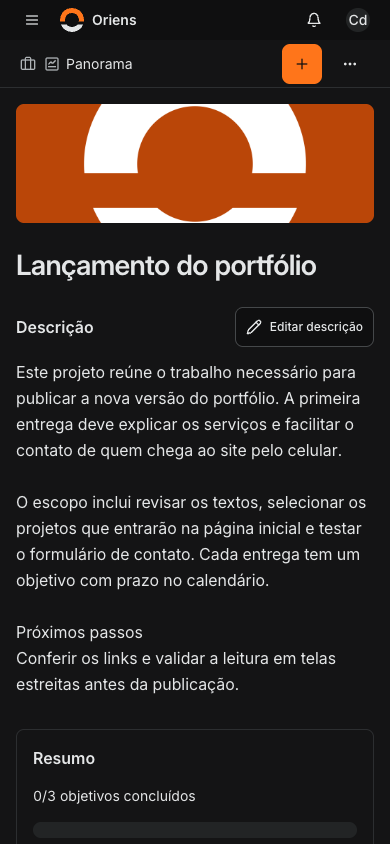 Oriens
Cd
Panorama
Lançamento do portfólio
Descrição
Editar descrição
Este projeto reúne o trabalho necessário para
publicar a nova versão do portfólio. A primeira
entrega deve explicar os serviços e facilitar o
contato de quem chega ao site pelo celular.
O escopo inclui revisar os textos, selecionar os
projetos que entrarão na página inicial e testar
o formulário de contato. Cada entrega tem um
objetivo com prazo no calendário.
Próximos passos
Conferir os links e validar a leitura em telas
estreitas antes da publicação.
Resumo
0/3 objetivos concluídos